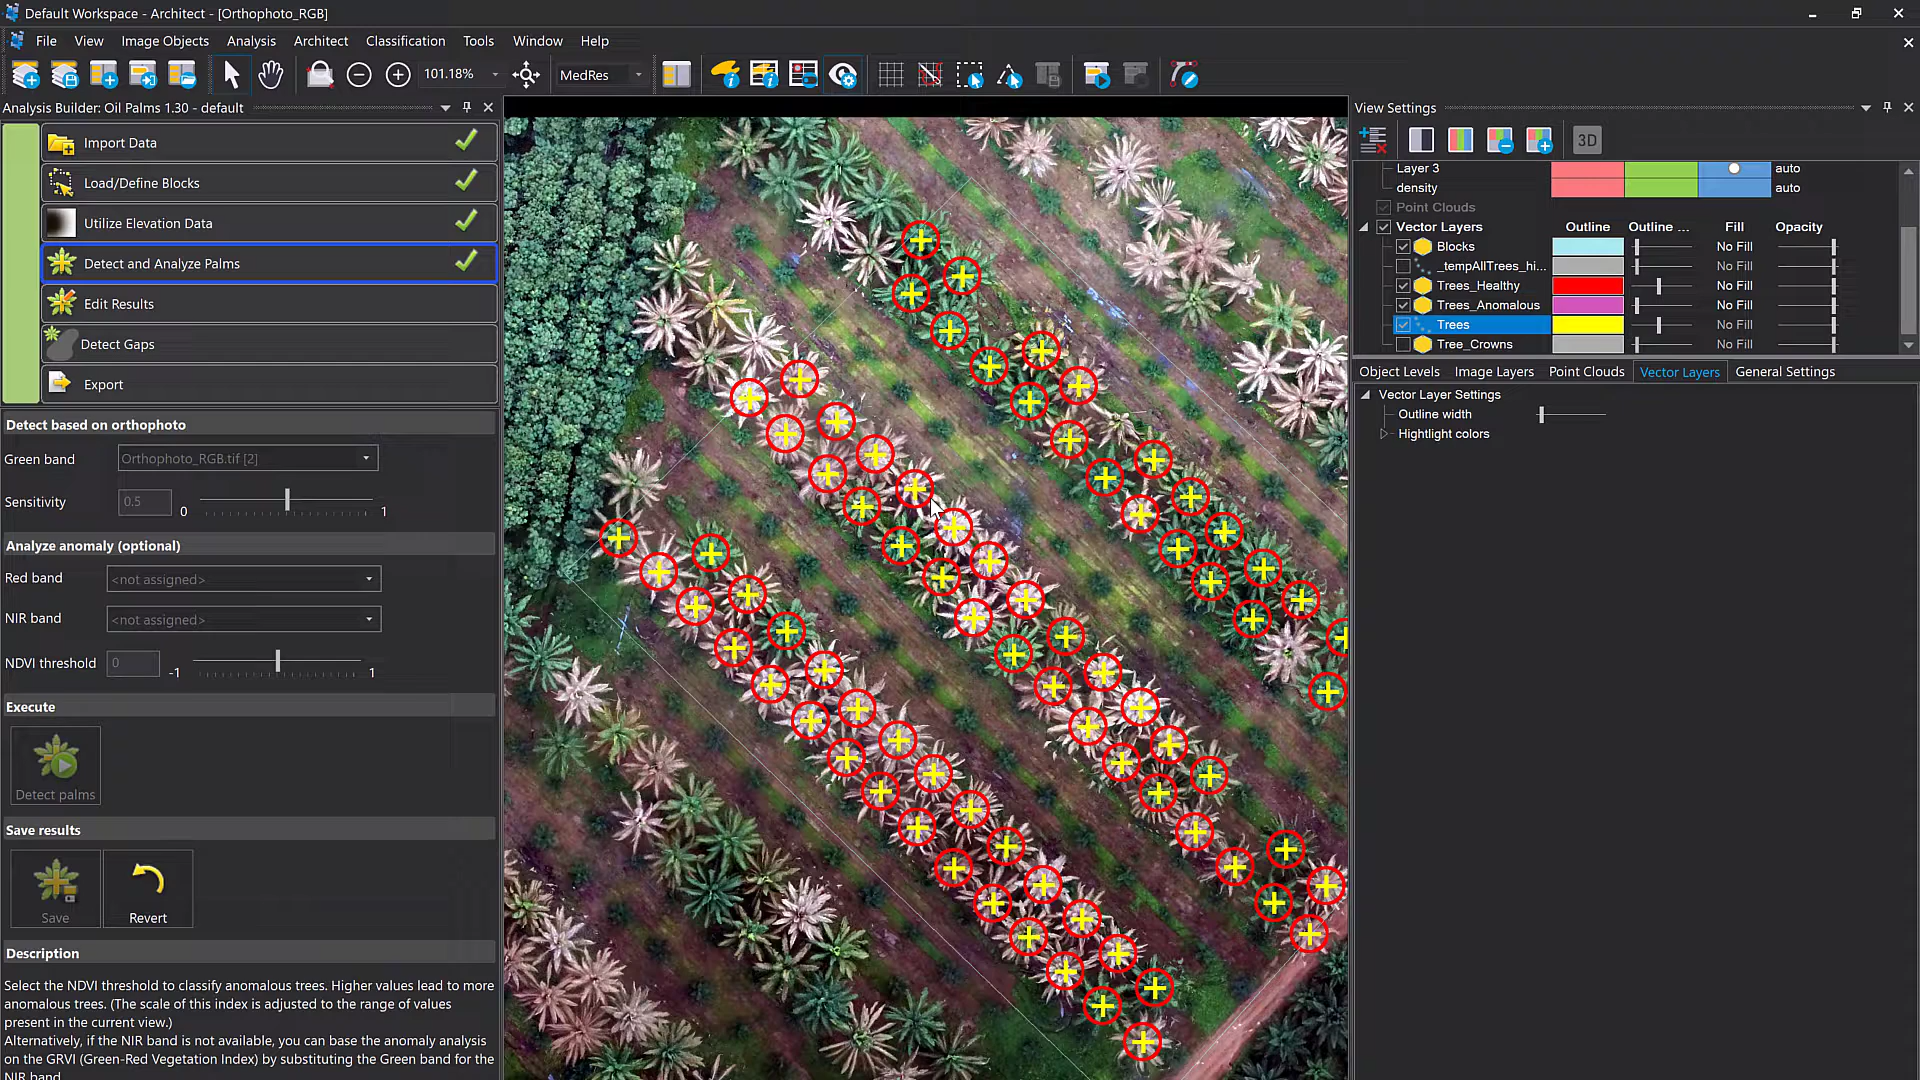 Default Workspace - Architect - [Orthophoto_RGB]
File View Image Objects Analysis Architect Classification Tools Window Help
101.18% MedRes
Analysis Builder: Oil Palms 1.30 - default
Import Data
Load/Define Blocks
Utilize Elevation Data
Detect and Analyze Palms
Edit Results
Detect Gaps
Export
Detect based on orthophoto
Green band Orthophoto_RGB.tif [2]
Sensitivity 0.5 0 1
Analyze anomaly (optional)
Red band <not assigned>
NIR band <not assigned>
NDVI threshold 0 -1 1
Execute
Detect palms
Save results
Save Revert
Description
Select the NDVI threshold to classify anomalous trees. Higher values lead to more
anomalous trees. (The scale of this index is adjusted to the range of values
present in the current view.)
Alternatively, if the NIR band is not available, you can base the anomaly analysis
on the GRVI (Green-Red Vegetation Index) by substituting the Green band for the
NIR band.
View Settings
3D
Layer 3 auto
density auto
Point Clouds
Vector Layers Outline Outline ... Fill Opacity
Blocks No Fill
_tempAllTrees_hi... No Fill
Trees_Healthy No Fill
Trees_Anomalous No Fill
Trees No Fill
Tree_Crowns No Fill
Object Levels Image Layers Point Clouds Vector Layers General Settings
Vector Layer Settings
Outline width
Hightlight colors